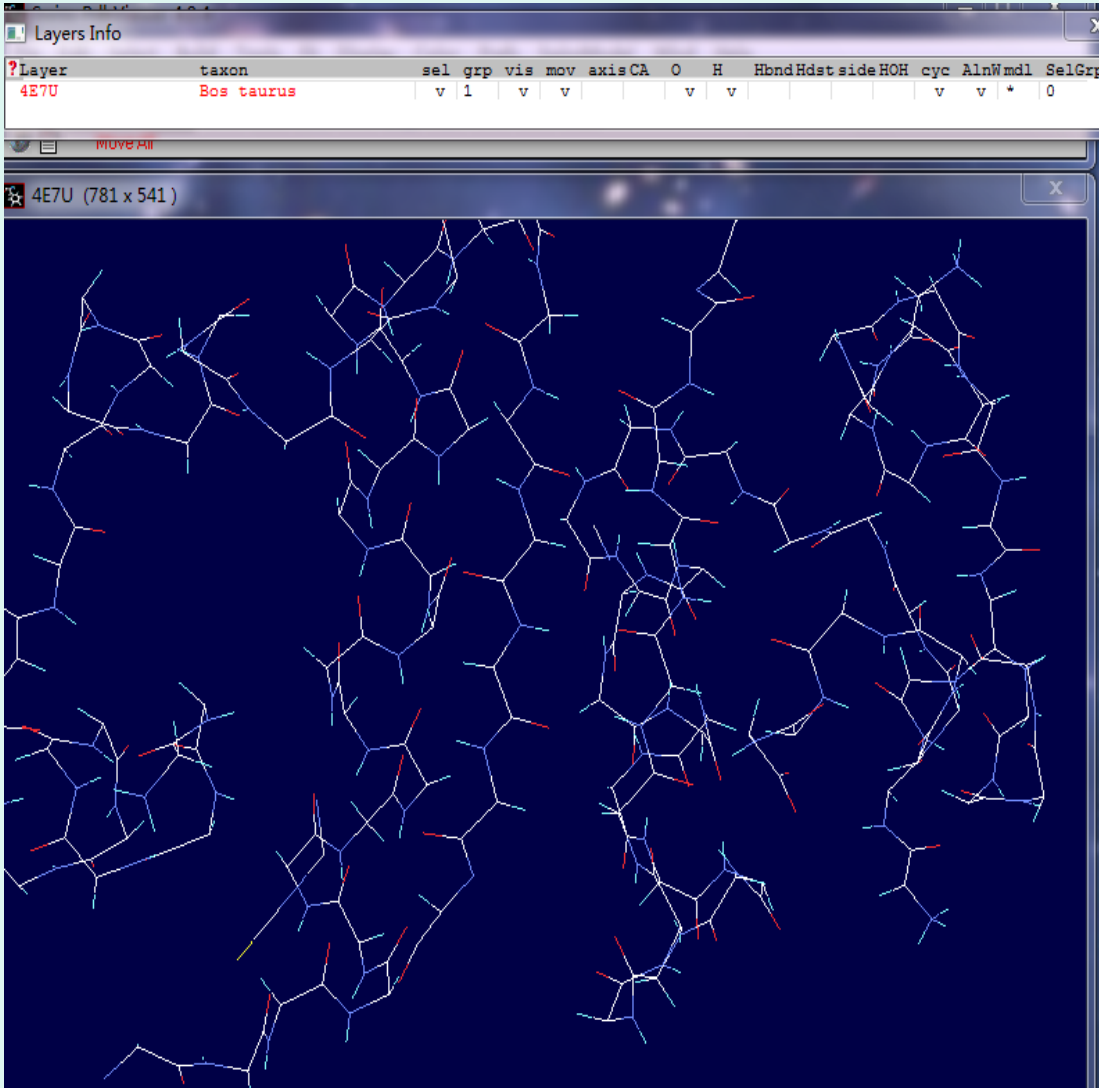 Layers Info
?Layer taxon sel grp vis mov axis CA O H Hbnd Hdst side HOH cyc AlnW mdl SelGrp
4E7U Bos taurus v 1 v v v v v v * 0
Move All
4E7U (781 x 541 )